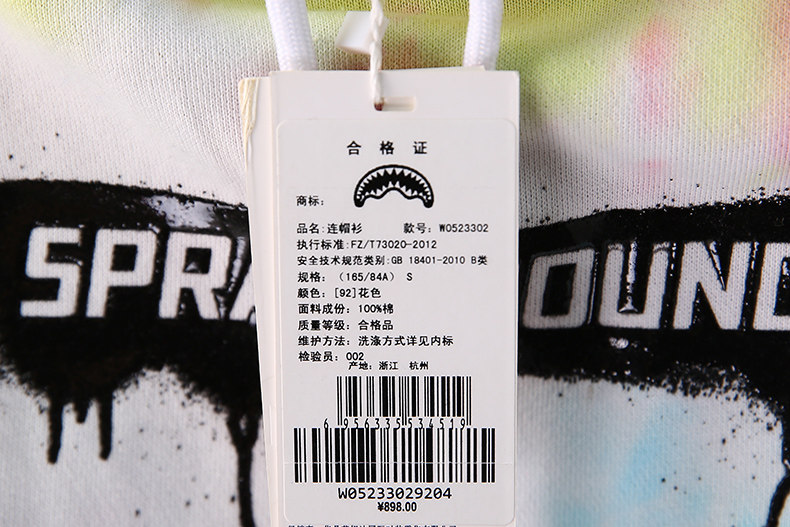 合格证
商标:
品名:连帽衫 款号: W0523302
执行标准:FZ/T73020-2012
安全技术规范类别:GB 18401-2010 B类
规格: (165/84A) S
颜色: [92]花色
面料成份: 100%棉
质量等级: 合格品
维护方法: 洗涤方式详见内标
检验员: 002
产地: 浙江 杭州
6 956335 534519
W05233029204
¥898.00
SPRA
OUND